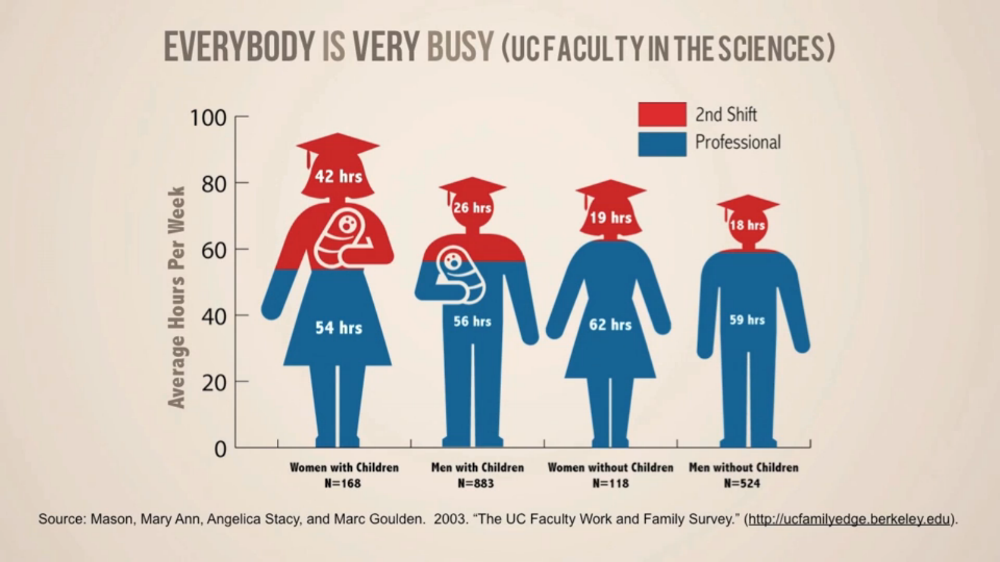 EVERYBODY IS VERY BUSY (UC FACULTY IN THE SCIENCES)
2nd Shift
Professional
Average Hours Per Week
100
80
60
40
20
0
42 hrs
54 hrs
26 hrs
56 hrs
19 hrs
62 hrs
18 hrs
59 hrs
Women with Children
N=168
Men with Children
N=883
Women without Children
N=118
Men without Children
N=524
Source: Mason, Mary Ann, Angelica Stacy, and Marc Goulden. 2003. “The UC Faculty Work and Family Survey.” (http://ucfamilyedge.berkeley.edu).